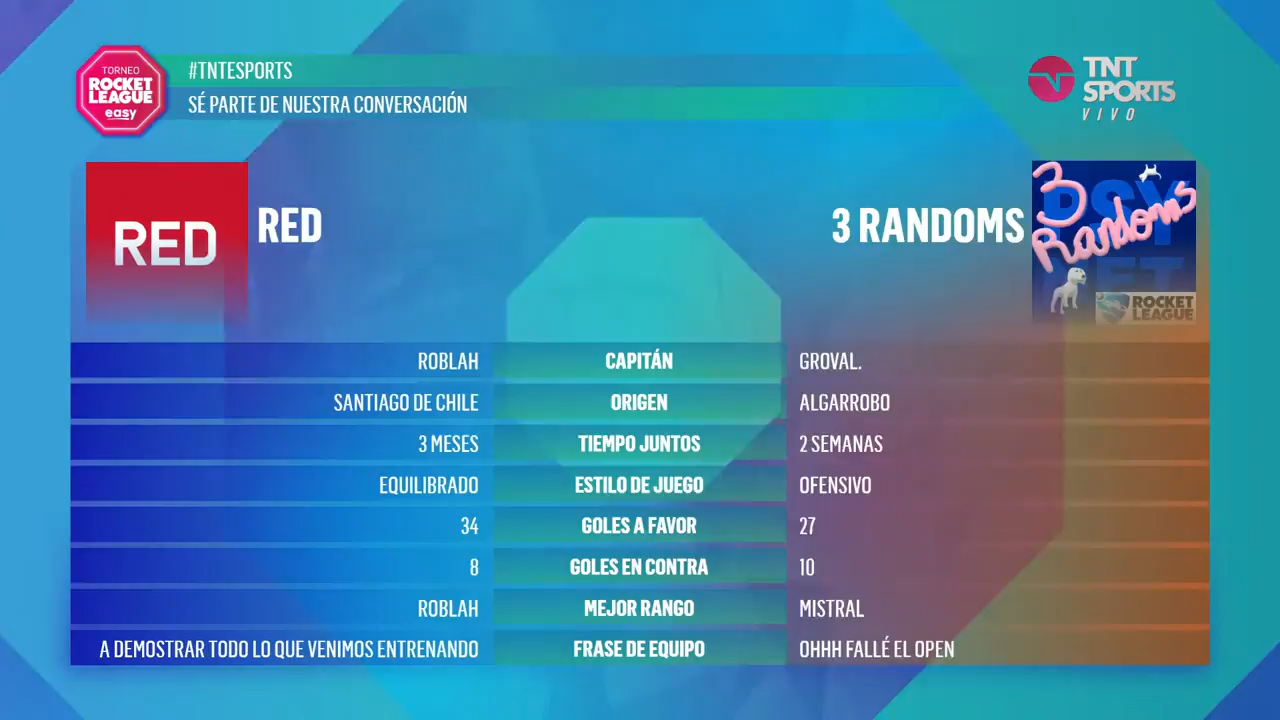 TORNEO
ROCKET
LEAGUE
easy
#TNTESPORTS
SÉ PARTE DE NUESTRA CONVERSACIÓN
TNT
SPORTS
VIVO
RED
RED
3 RANDOMS
3
PSY
Randoms
NET
ROCKET
LEAGUE
ROBLAH CAPITÁN GROVAL.
SANTIAGO DE CHILE ORIGEN ALGARROBO
3 MESES TIEMPO JUNTOS 2 SEMANAS
EQUILIBRADO ESTILO DE JUEGO OFENSIVO
34 GOLES A FAVOR 27
8 GOLES EN CONTRA 10
ROBLAH MEJOR RANGO MISTRAL
A DEMOSTRAR TODO LO QUE VENIMOS ENTRENANDO FRASE DE EQUIPO OHHH FALLÉ EL OPEN